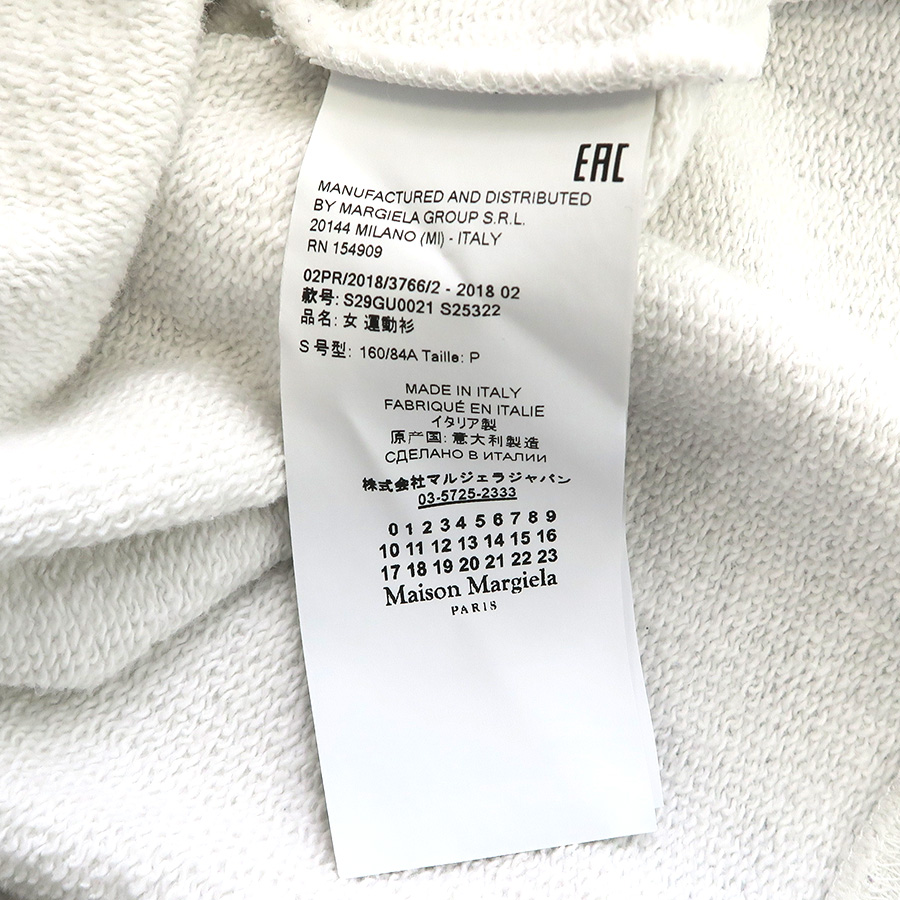 EAC
MANUFACTURED AND DISTRIBUTED
BY MARGIELA GROUP S.R.L.
20144 MILANO (MI) - ITALY
RN 154909
02PR/2018/3766/2 - 2018 02
款号: S29GU0021 S25322
品名: 女 運動衫
S 号型: 160/84A Taille: P
MADE IN ITALY
FABRIQUÉ EN ITALIE
イタリア製
原产国: 意大利製造
СДЕЛАНО В ИТАЛИИ
株式会社マルジェラジャパン
03-5725-2333
0 1 2 3 4 5 6 7 8 9
10 11 12 13 14 15 16
17 18 19 20 21 22 23
Maison Margiela
PARIS